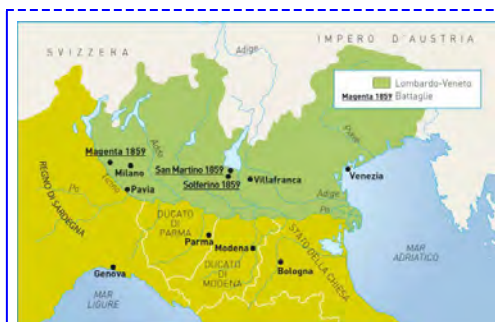 SVIZZERA
IMPERO D'AUSTRIA
Adige
Lombardo-Veneto
Magenta 1859 Battaglie
Adda
Piave
Magenta 1859
Milano
San Martino 1859
Solferino 1859
Villafranca
Venezia
Ticino
Pavia
Adige
Po
Po
REGNO DI SARDEGNA
DUCATO
DI PARMA
Parma
Modena
DUCATO
DI MODENA
STATO DELLA CHIESA
Bologna
Genova
MAR
LIGURE
MAR
ADRIATICO